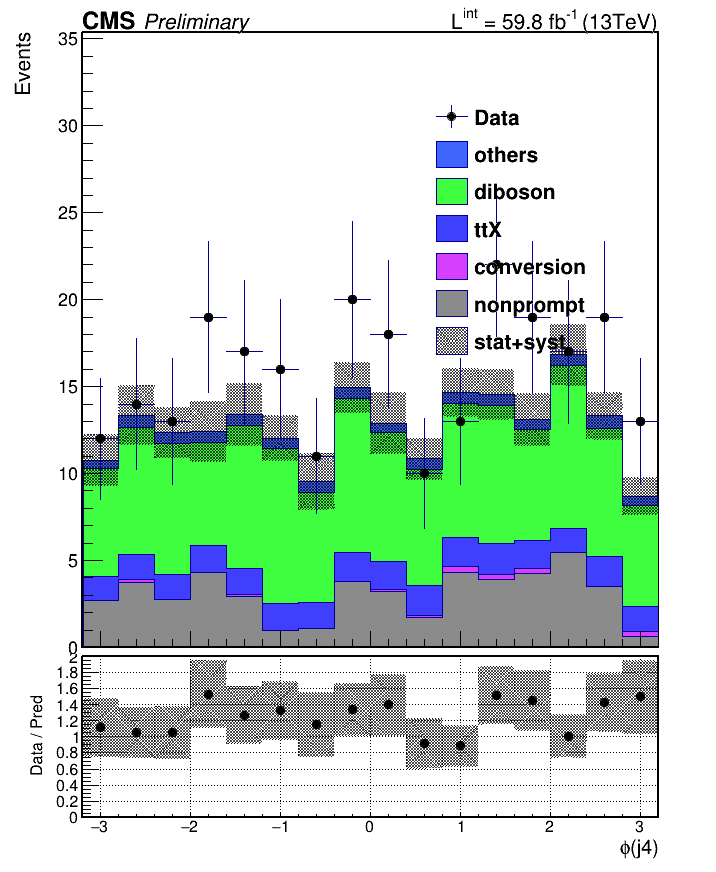 CMS Preliminary L^int = 59.8 fb^-1 (13TeV)
Events
35
30
25
20
15
10
5
0
Data
others
diboson
ttX
conversion
nonprompt
stat+syst
Data / Pred
2
1.8
1.6
1.4
1.2
1
0.8
0.6
0.4
0.2
0
−3 −2 −1 0 1 2 3
ϕ(j4)